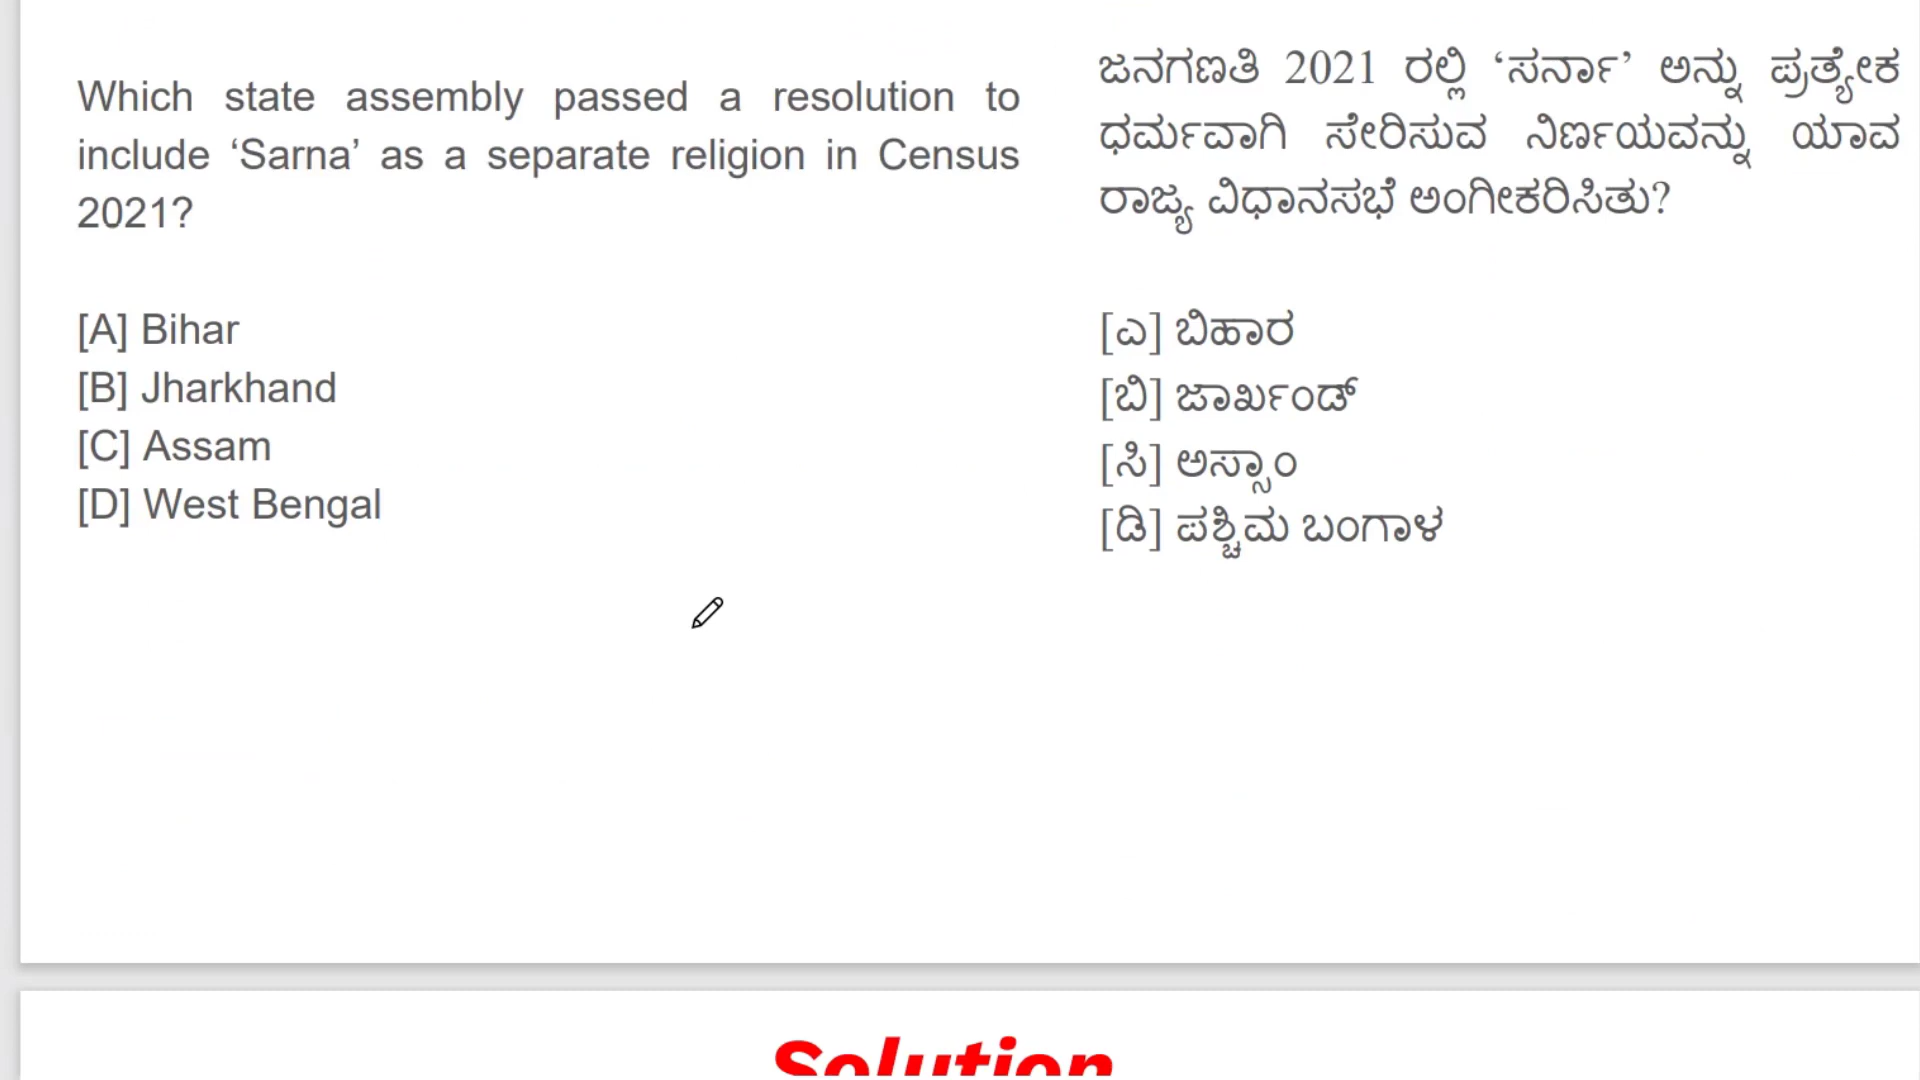 Which state assembly passed a resolution to
include ‘Sarna’ as a separate religion in Census
2021?
[A] Bihar
[B] Jharkhand
[C] Assam
[D] West Bengal
ಜನಗಣತಿ 2021 ರಲ್ಲಿ ‘ಸರ್ನಾ’ ಅನ್ನು ಪ್ರತ್ಯೇಕ
ಧರ್ಮವಾಗಿ ಸೇರಿಸುವ ನಿರ್ಣಯವನ್ನು ಯಾವ
ರಾಜ್ಯ ವಿಧಾನಸಭೆ ಅಂಗೀಕರಿಸಿತು?
[ಎ] ಬಿಹಾರ
[ಬಿ] ಜಾರ್ಖಂಡ್
[ಸಿ] ಅಸ್ಸಾಂ
[ಡಿ] ಪಶ್ಚಿಮ ಬಂಗಾಳ
Solution